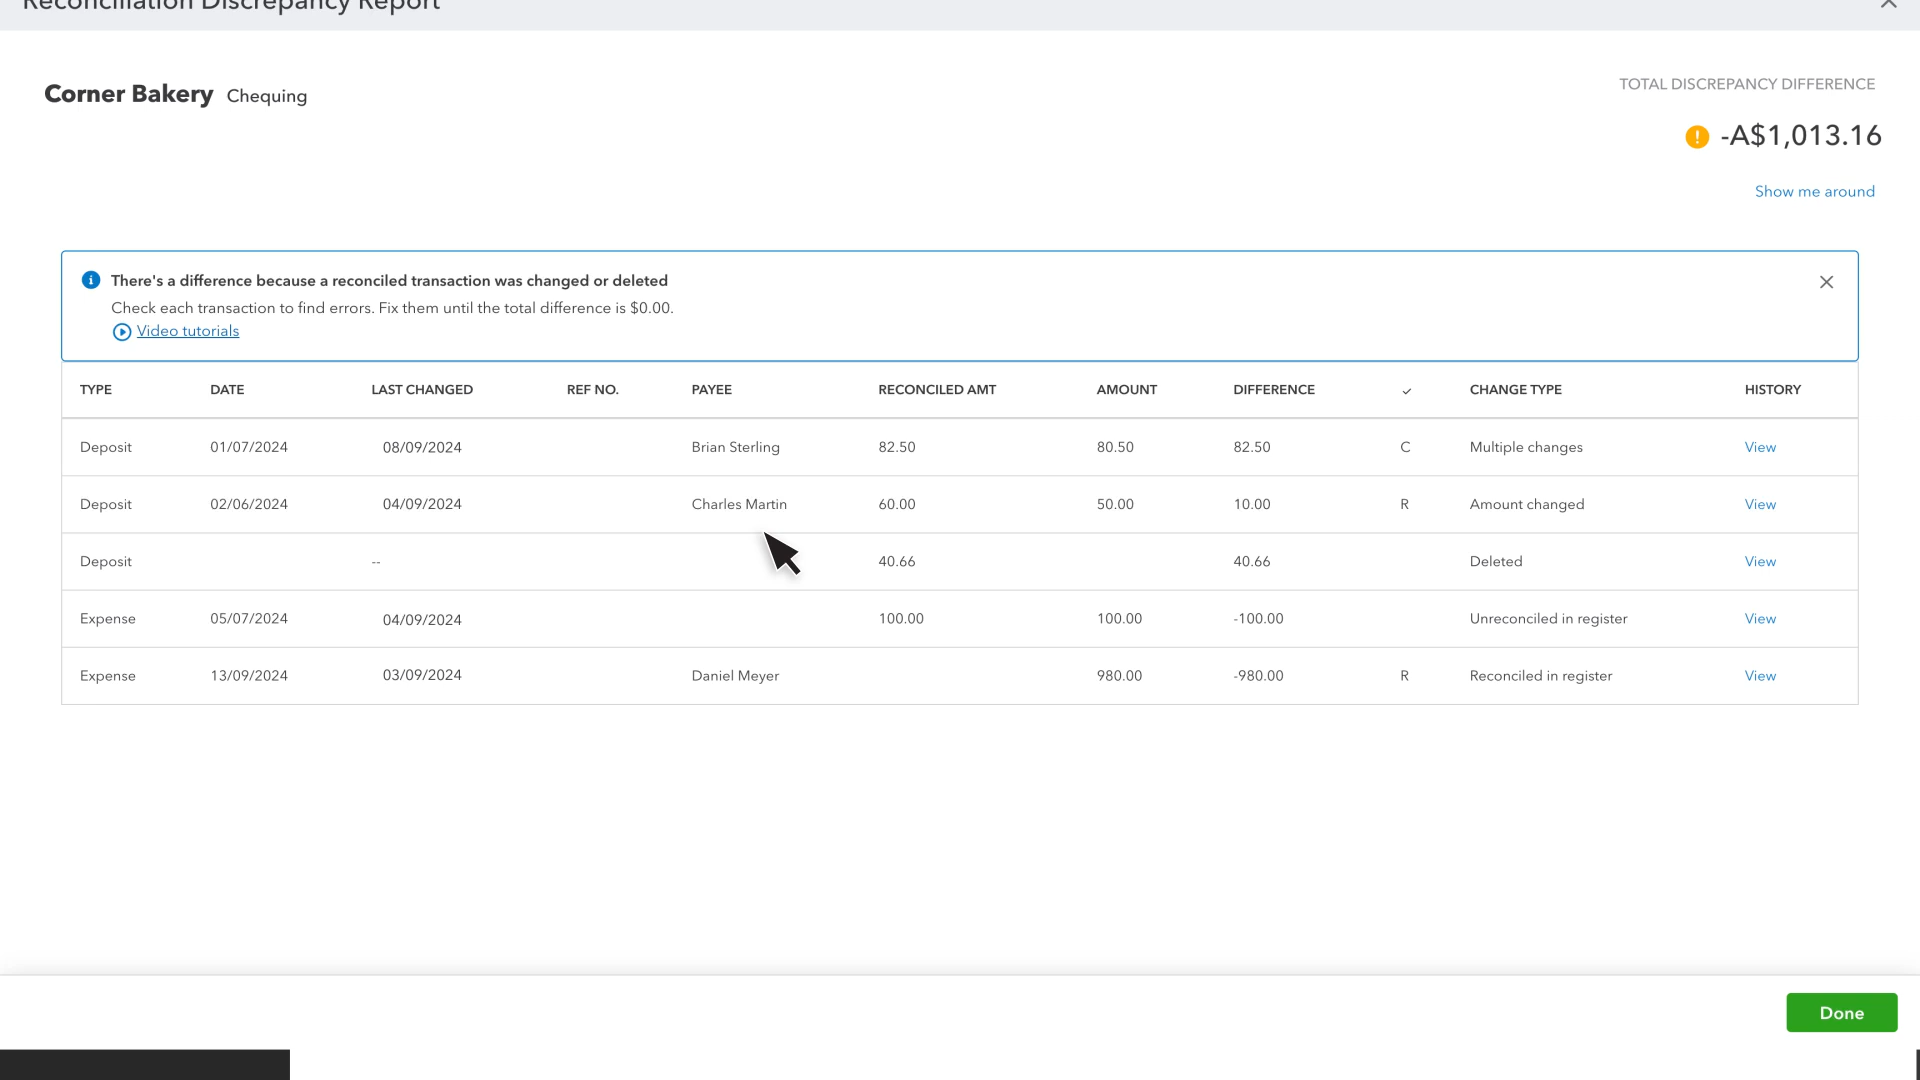 Reconciliation Discrepancy Report
Corner Bakery Chequing
TOTAL DISCREPANCY DIFFERENCE
-A$1,013.16
Show me around
There's a difference because a reconciled transaction was changed or deleted
Check each transaction to find errors. Fix them until the total difference is $0.00.
Video tutorials
TYPE DATE LAST CHANGED REF NO. PAYEE RECONCILED AMT AMOUNT DIFFERENCE ✓ CHANGE TYPE HISTORY
Deposit 01/07/2024 08/09/2024 Brian Sterling 82.50 80.50 82.50 C Multiple changes View
Deposit 02/06/2024 04/09/2024 Charles Martin 60.00 50.00 10.00 R Amount changed View
Deposit -- 40.66 40.66 Deleted View
Expense 05/07/2024 04/09/2024 100.00 100.00 -100.00 Unreconciled in register View
Expense 13/09/2024 03/09/2024 Daniel Meyer 980.00 -980.00 R Reconciled in register View
Done